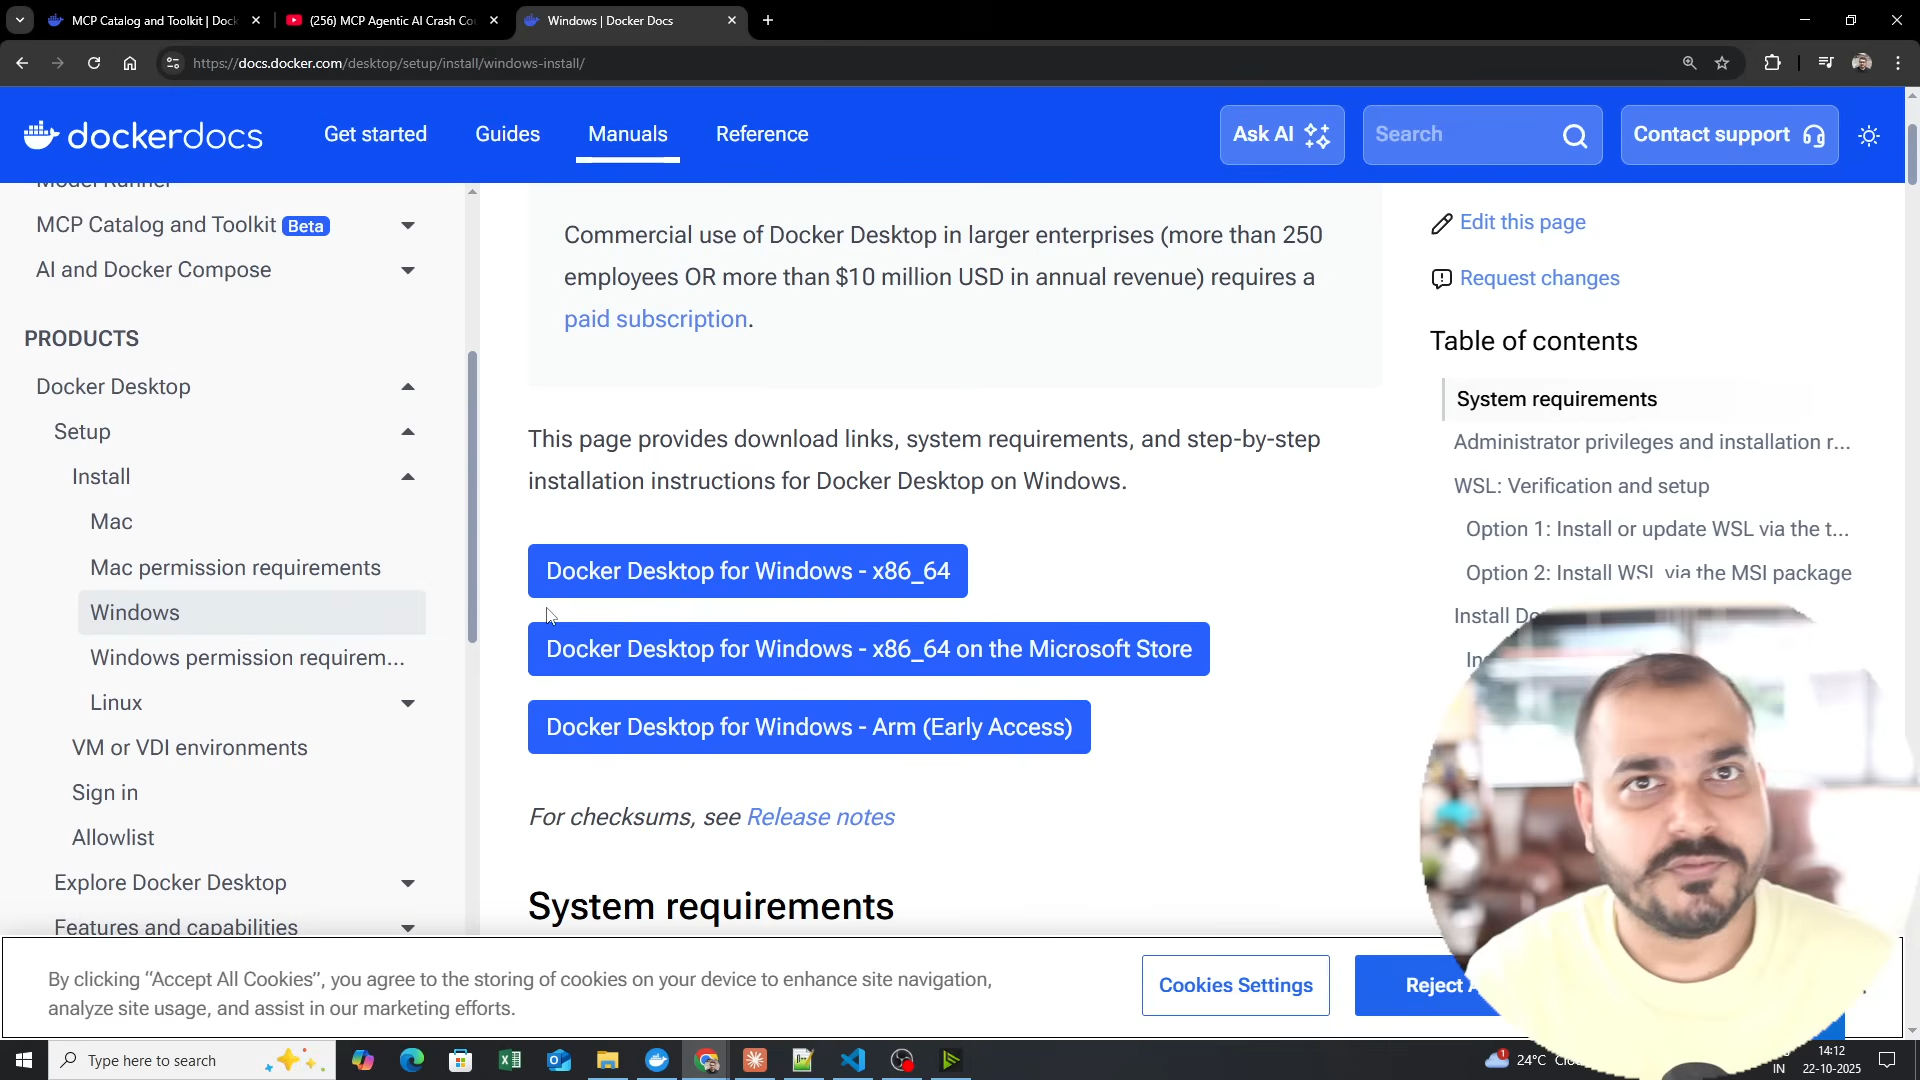 MCP Catalog and Toolkit | Dock
(256) MCP Agentic AI Crash Co
Windows | Docker Docs
https://docs.docker.com/desktop/setup/install/windows-install/
dockerdocs
Get started
Guides
Manuals
Reference
Ask AI
Search
Contact support
Model Runner
MCP Catalog and Toolkit Beta
AI and Docker Compose
PRODUCTS
Docker Desktop
Setup
Install
Mac
Mac permission requirements
Windows
Windows permission requirem...
Linux
VM or VDI environments
Sign in
Allowlist
Explore Docker Desktop
Features and capabilities
Commercial use of Docker Desktop in larger enterprises (more than 250
employees OR more than $10 million USD in annual revenue) requires a
paid subscription.
This page provides download links, system requirements, and step-by-step
installation instructions for Docker Desktop on Windows.
Docker Desktop for Windows - x86_64
Docker Desktop for Windows - x86_64 on the Microsoft Store
Docker Desktop for Windows - Arm (Early Access)
For checksums, see Release notes
System requirements
Edit this page
Request changes
Table of contents
System requirements
Administrator privileges and installation r...
WSL: Verification and setup
Option 1: Install or update WSL via the t...
Option 2: Install WSL via the MSI package
Install Do
In
By clicking “Accept All Cookies”, you agree to the storing of cookies on your device to enhance site navigation,
analyze site usage, and assist in our marketing efforts.
Cookies Settings
Reject A
Type here to search
1
24°C
IN
14:12
22-10-2025